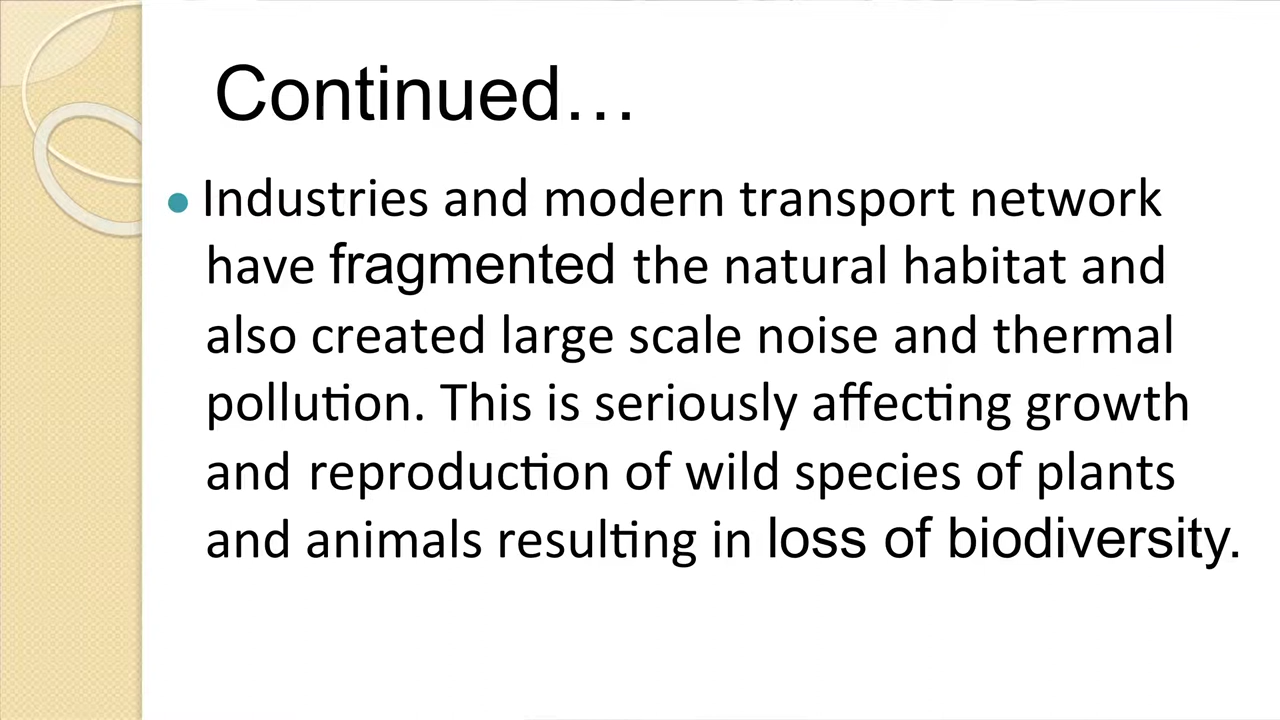 Continued…
• Industries and modern transport network
have fragmented the natural habitat and
also created large scale noise and thermal
pollution. This is seriously affecting growth
and reproduction of wild species of plants
and animals resulting in loss of biodiversity.